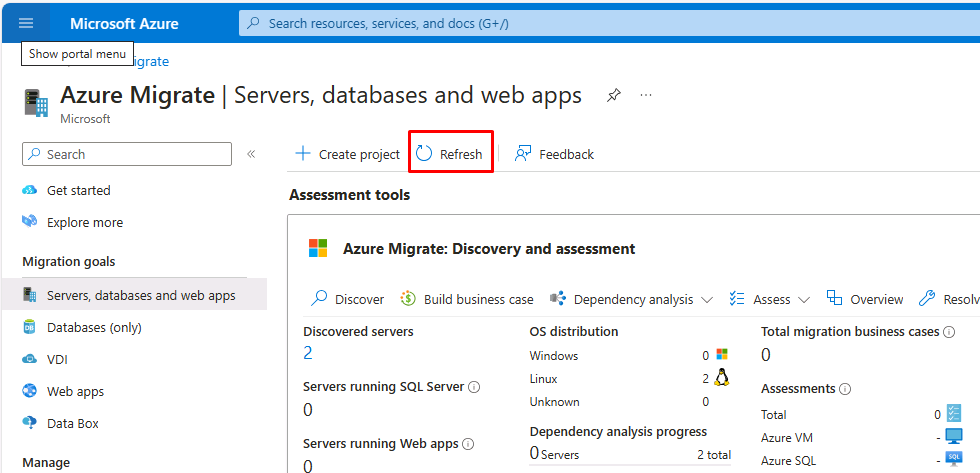 Microsoft Azure
Search resources, services, and docs (G+/)
Show portal menu
grate
Azure Migrate | Servers, databases and web apps
Microsoft
Search
Create project
Refresh
Feedback
Get started
Explore more
Migration goals
Servers, databases and web apps
Databases (only)
VDI
Web apps
Data Box
Manage
Assessment tools
Azure Migrate: Discovery and assessment
Discover
Build business case
Dependency analysis
Assess
Overview
Resolv
Discovered servers
2
Servers running SQL Server
0
Servers running Web apps
0
OS distribution
Windows 0
Linux 2
Unknown 0
Dependency analysis progress
0 Servers 2 total
Total migration business cases
0
Assessments
Total 0
Azure VM -
Azure SQL -